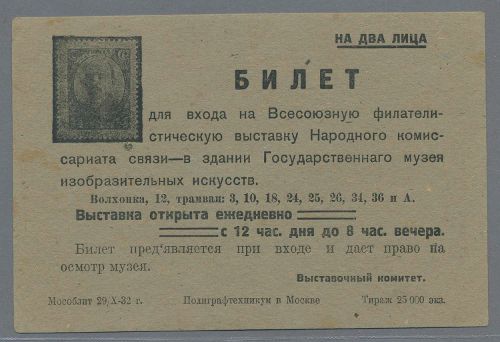 НА ДВА ЛИЦА
БИЛЕТ
для входа на Всесоюзную филатели-
стическую выставку Народного комис-
сариата связи—в здании Государственнаго музея
изобразительных искусств.
Волхонка, 12, трамваи: 3, 10, 18, 24, 25, 26, 34, 36 и А.
Выставка открыта ежедневно
с 12 час. дня до 8 час. вечера.
Билет пред'является при входе и дает право на
осмотр музея.
Выставочный комитет.
Мособлит 29/X-32 г. Полиграфтехникум в Москве Тираж 25 000 экз.